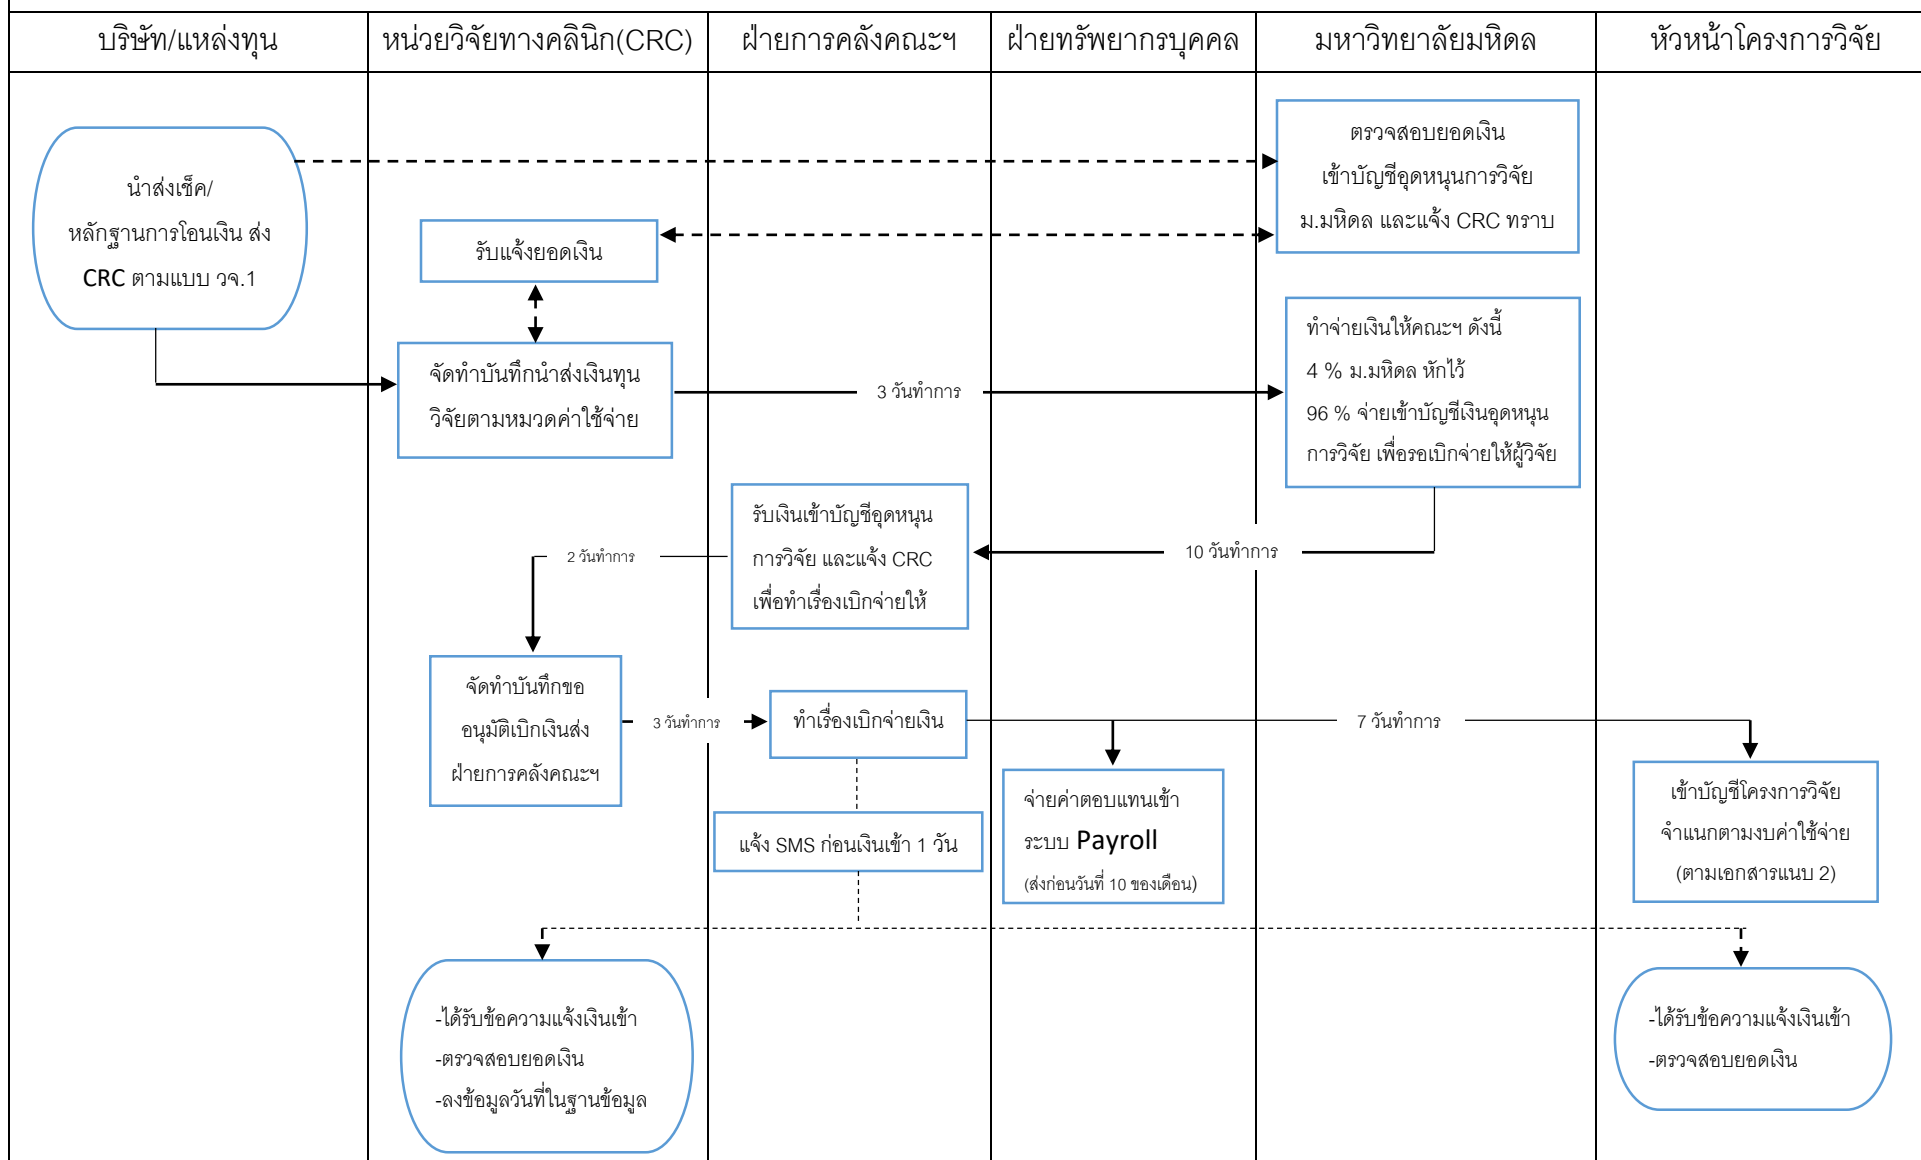 บริษัท/แหล่งทุน
หน่วยวิจัยทางคลินิก(CRC)
ฝ่ายการคลังคณะฯ
ฝ่ายทรัพยากรบุคคล
มหาวิทยาลัยมหิดล
หัวหน้าโครงการวิจัย
นำส่งเช็ค/
หลักฐานการโอนเงิน ส่ง
CRC ตามแบบ วจ.1
ตรวจสอบยอดเงิน
เข้าบัญชีอุดหนุนการวิจัย
ม.มหิดล และแจ้ง CRC ทราบ
รับแจ้งยอดเงิน
จัดทำบันทึกนำส่งเงินทุน
วิจัยตามหมวดค่าใช้จ่าย
3 วันทำการ
ทำจ่ายเงินให้คณะฯ ดังนี้
4 % ม.มหิดล หักไว้
96 % จ่ายเข้าบัญชีเงินอุดหนุน
การวิจัย เพื่อรอเบิกจ่ายให้ผู้วิจัย
10 วันทำการ
รับเงินเข้าบัญชีอุดหนุน
การวิจัย และแจ้ง CRC
เพื่อทำเรื่องเบิกจ่ายให้
2 วันทำการ
จัดทำบันทึกขอ
อนุมัติเบิกเงินส่ง
ฝ่ายการคลังคณะฯ
3 วันทำการ
ทำเรื่องเบิกจ่ายเงิน
7 วันทำการ
แจ้ง SMS ก่อนเงินเข้า 1 วัน
จ่ายค่าตอบแทนเข้า
ระบบ Payroll
(ส่งก่อนวันที่ 10 ของเดือน)
เข้าบัญชีโครงการวิจัย
จำแนกตามงบค่าใช้จ่าย
(ตามเอกสารแนบ 2)
-ได้รับข้อความแจ้งเงินเข้า
-ตรวจสอบยอดเงิน
-ลงข้อมูลวันที่ในฐานข้อมูล
-ได้รับข้อความแจ้งเงินเข้า
-ตรวจสอบยอดเงิน